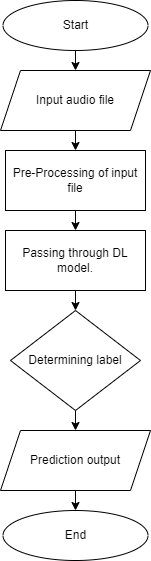 Start
Input audio file
Pre-Processing of input
file
Passing through DL
model.
Determining label
Prediction output
End